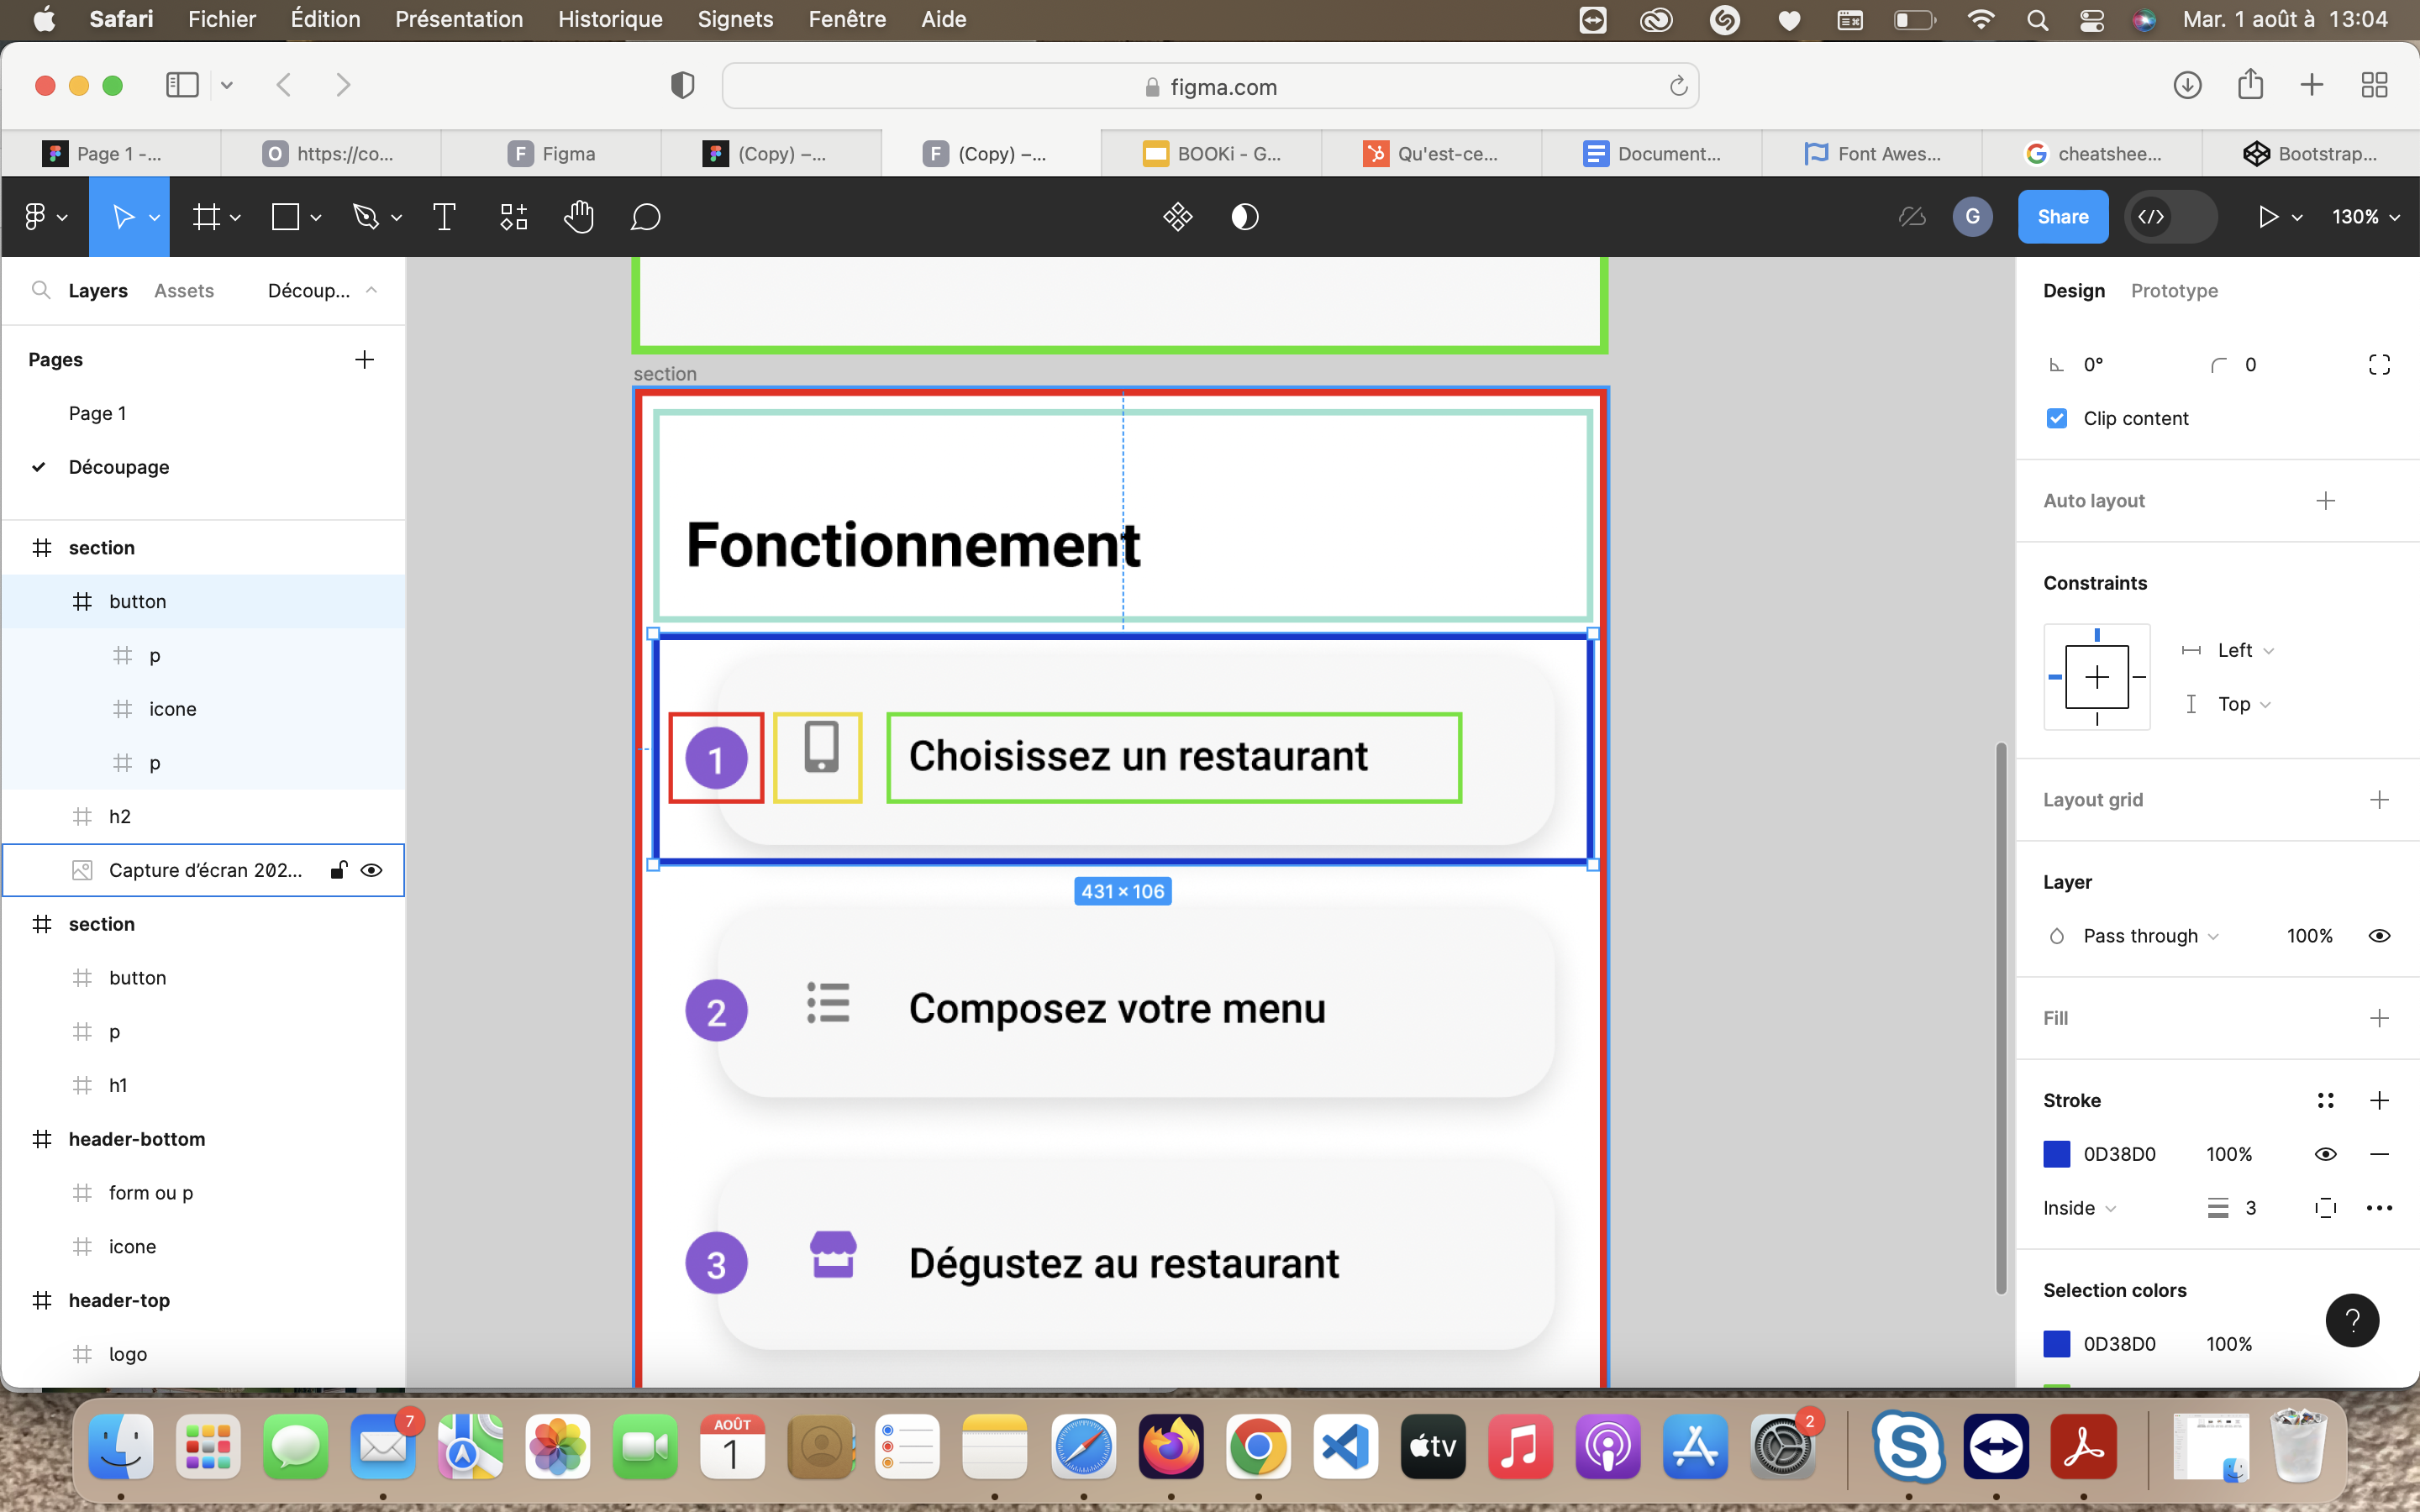 Safari Fichier Édition Présentation Historique Signets Fenêtre Aide Mar. 1 août à 13:04
figma.com
Page 1 -... O https://co... F Figma (Copy) –... F (Copy) –... BOOKi - G... Qu'est-ce... Document... Font Awes... cheatshee... Bootstrap...
G Share 130%
Layers Assets Découp...
Pages
Page 1
Découpage
section
button
p
icone
p
h2
Capture d'écran 202...
section
button
p
h1
header-bottom
form ou p
icone
header-top
logo
section
Fonctionnement
1 Choisissez un restaurant
431 × 106
2 Composez votre menu
3 Dégustez au restaurant
Design Prototype
0° 0
Clip content
Auto layout
Constraints
Left
Top
Layout grid
Layer
Pass through 100%
Fill
Stroke
0D38D0 100%
Inside 3
Selection colors
0D38D0 100%
?
7
AOÛT
1
tv
2